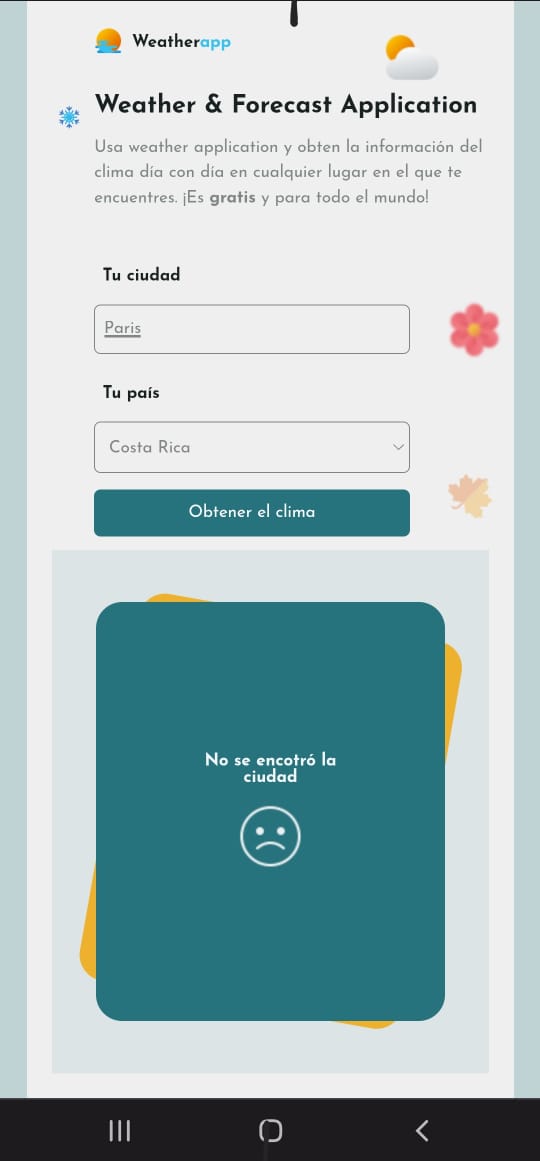 Weatherapp
Weather & Forecast Application
Usa weather application y obten la información del
clima día con día en cualquier lugar en el que te
encuentres. ¡Es gratis y para todo el mundo!
Tu ciudad
Paris
Tu país
Costa Rica
Obtener el clima
No se encotró la
ciudad